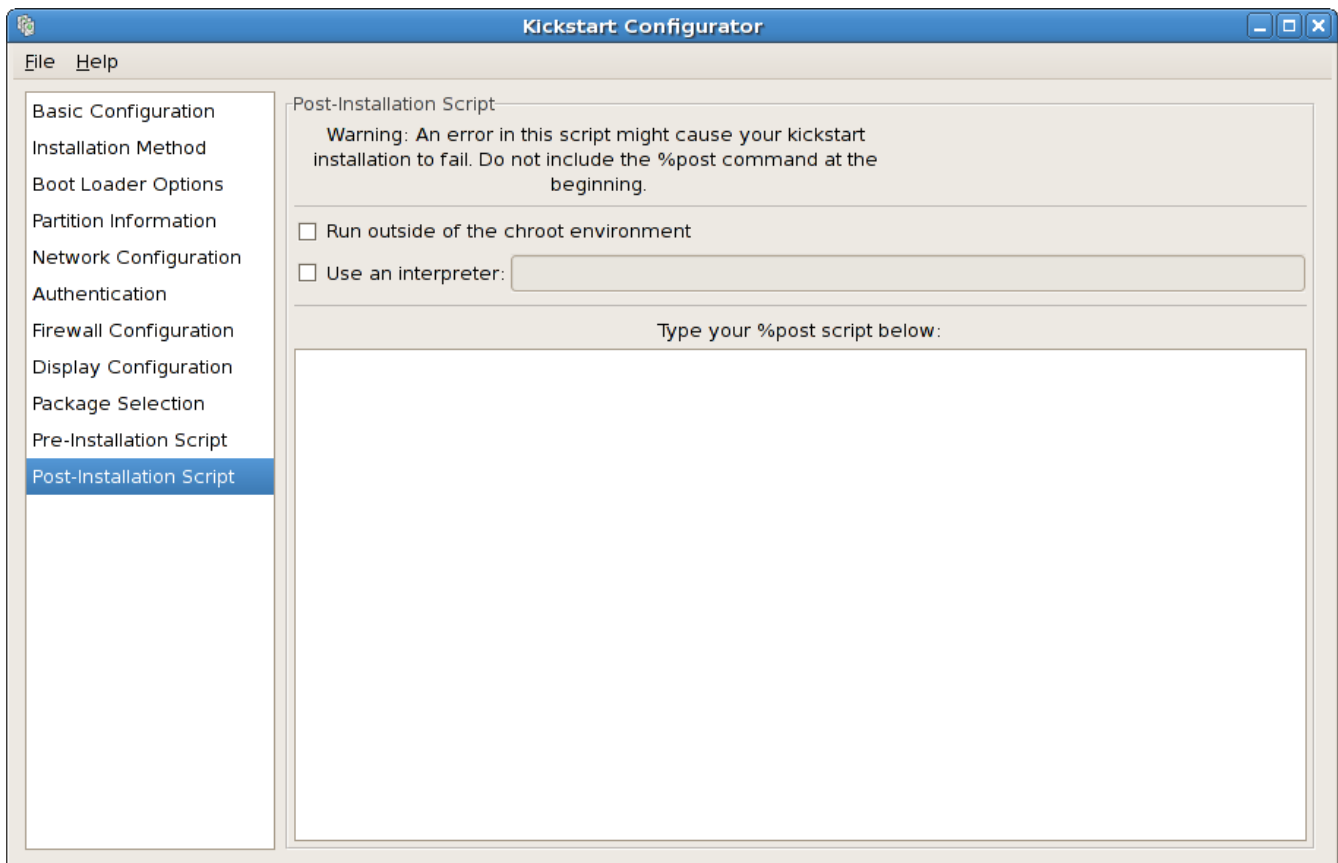 Kickstart Configurator
File Help
Basic Configuration
Installation Method
Boot Loader Options
Partition Information
Network Configuration
Authentication
Firewall Configuration
Display Configuration
Package Selection
Pre-Installation Script
Post-Installation Script
Post-Installation Script
Warning: An error in this script might cause your kickstart
installation to fail. Do not include the %post command at the
beginning.
Run outside of the chroot environment
Use an interpreter:
Type your %post script below: